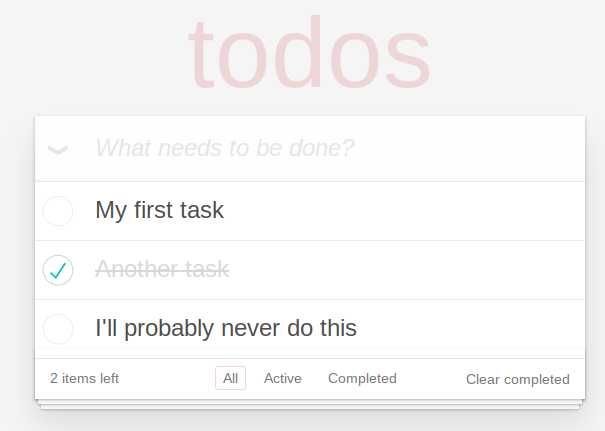 todos
What needs to be done?
My first task
Another task
I'll probably never do this
2 items left All Active Completed Clear completed